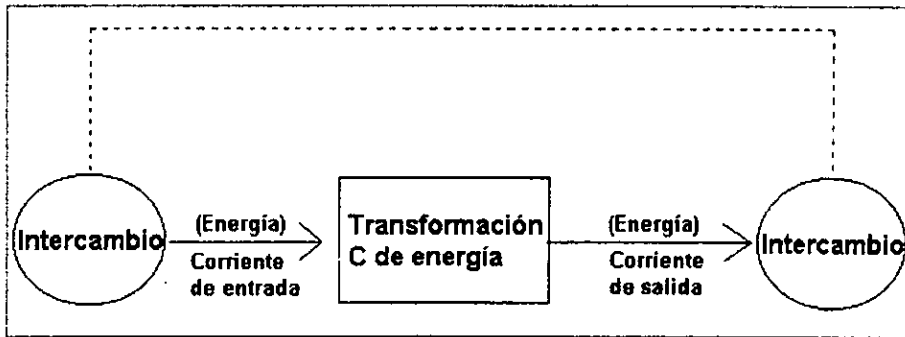 Intercambio
(Energía)
Corriente
de entrada
Transformación
C de energía
(Energía)
Corriente
de salida
Intercambio